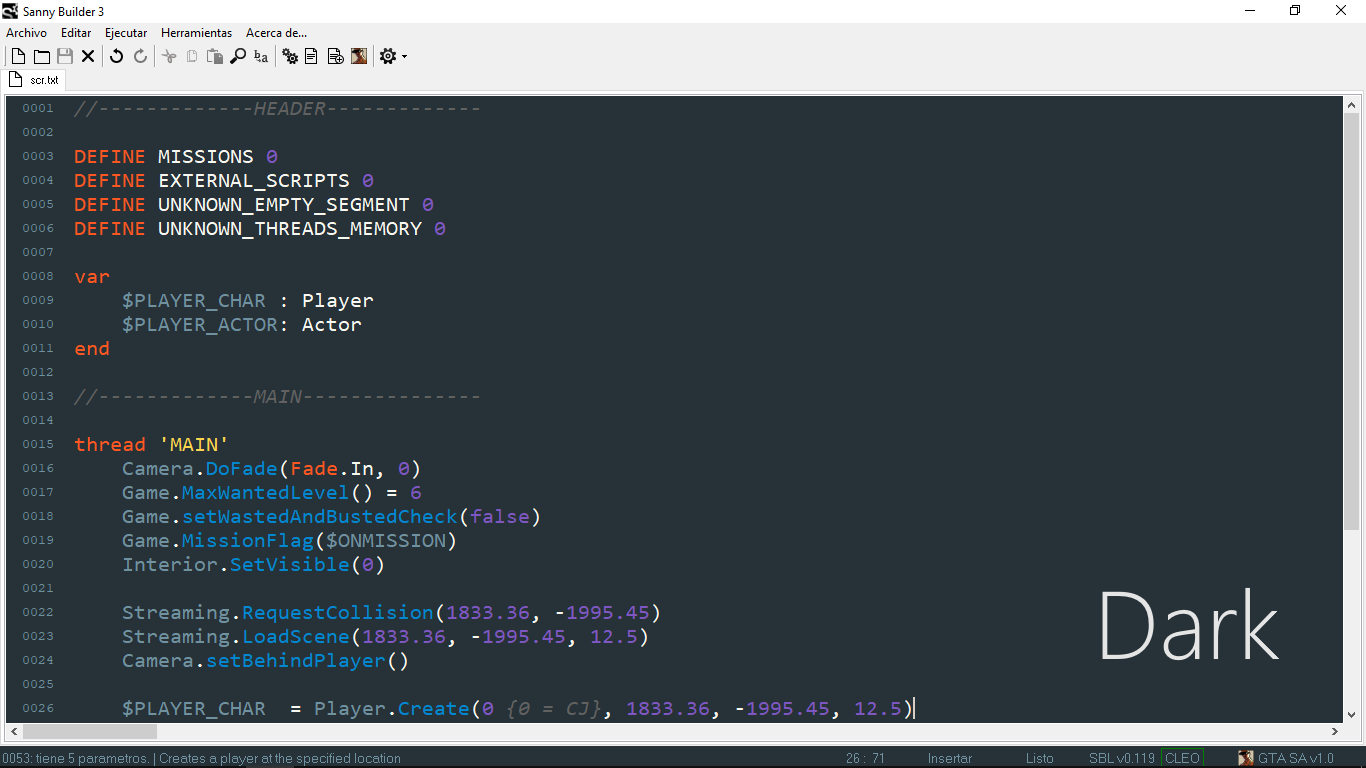 Sanny Builder 3
Archivo Editar Ejecutar Herramientas Acerca de...
scr.txt
0001 //-------------HEADER-------------
0002
0003 DEFINE MISSIONS 0
0004 DEFINE EXTERNAL_SCRIPTS 0
0005 DEFINE UNKNOWN_EMPTY_SEGMENT 0
0006 DEFINE UNKNOWN_THREADS_MEMORY 0
0007
0008 var
0009     $PLAYER_CHAR : Player
0010     $PLAYER_ACTOR: Actor
0011 end
0012
0013 //-------------MAIN---------------
0014
0015 thread 'MAIN'
0016     Camera.DoFade(Fade.In, 0)
0017     Game.MaxWantedLevel() = 6
0018     Game.setWastedAndBustedCheck(false)
0019     Game.MissionFlag($ONMISSION)
0020     Interior.SetVisible(0)
0021
0022     Streaming.RequestCollision(1833.36, -1995.45)
0023     Streaming.LoadScene(1833.36, -1995.45, 12.5)
0024     Camera.setBehindPlayer()
0025
0026     $PLAYER_CHAR  = Player.Create(0 {0 = CJ}, 1833.36, -1995.45, 12.5)
Dark
0053: tiene 5 parametros. | Creates a player at the specified location 26 : 71 Insertar Listo SBL v0.119 CLEO GTA SA v1.0